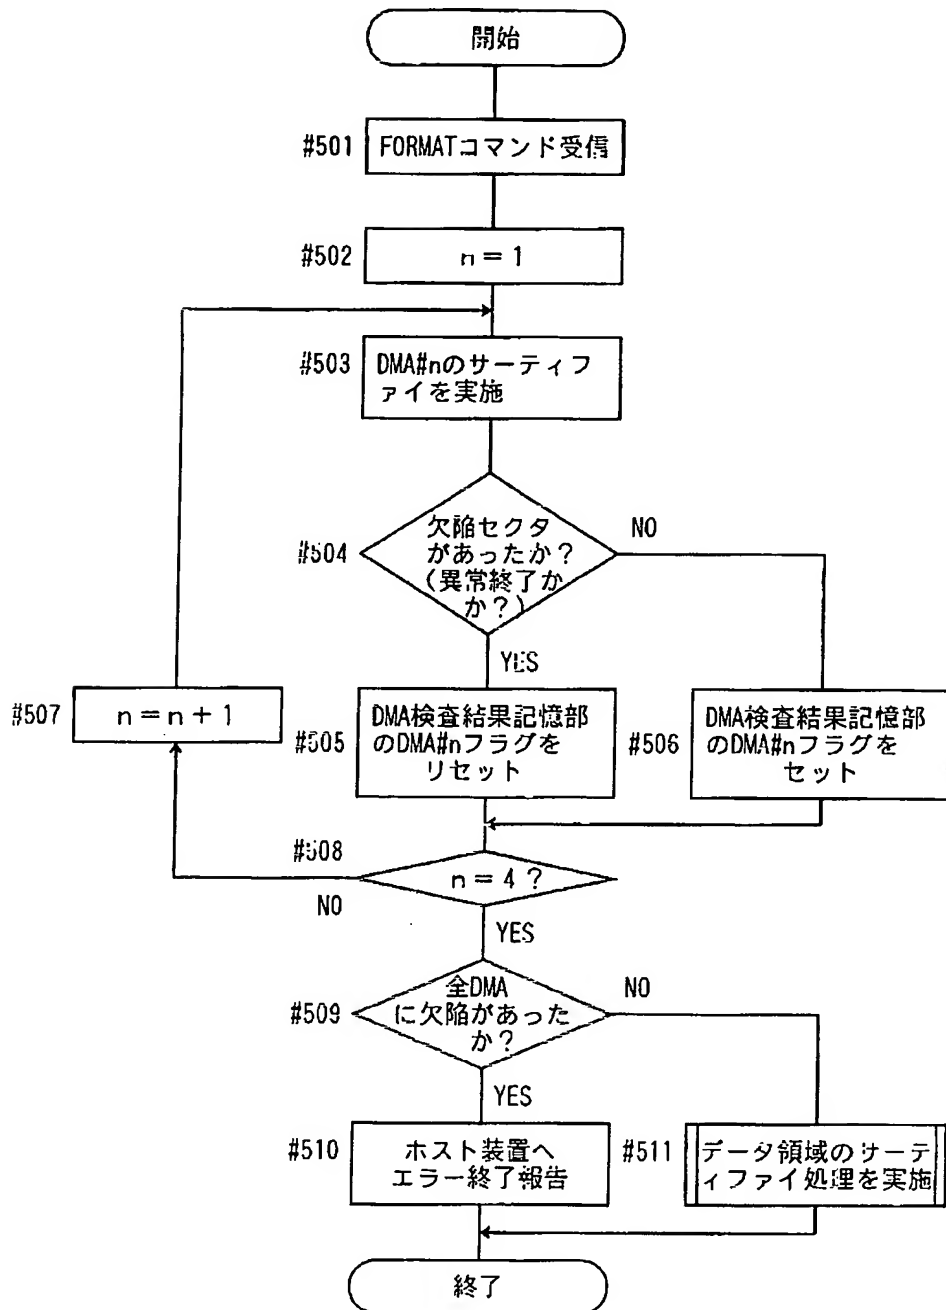 開始
#501
FORMATコマンド受信
#502
n=1
#503
DMA#nのサーティフ
ァイを実施
#504
欠陥セクタ
があったか?
(異常終了か
か?)
NO
YES
#507
n=n+1
#505
DMA検査結果記憶部
のDMA#nフラグを
リセット
#506
DMA検査結果記憶部
のDMA#nフラグを
セット
#508
n=4?
NO
YES
#509
全DMA
に欠陥があった
か?
NO
YES
#510
ホスト装置へ
エラー終了報告
#511
データ領域のサーテ
ィファイ処理を実施
終了